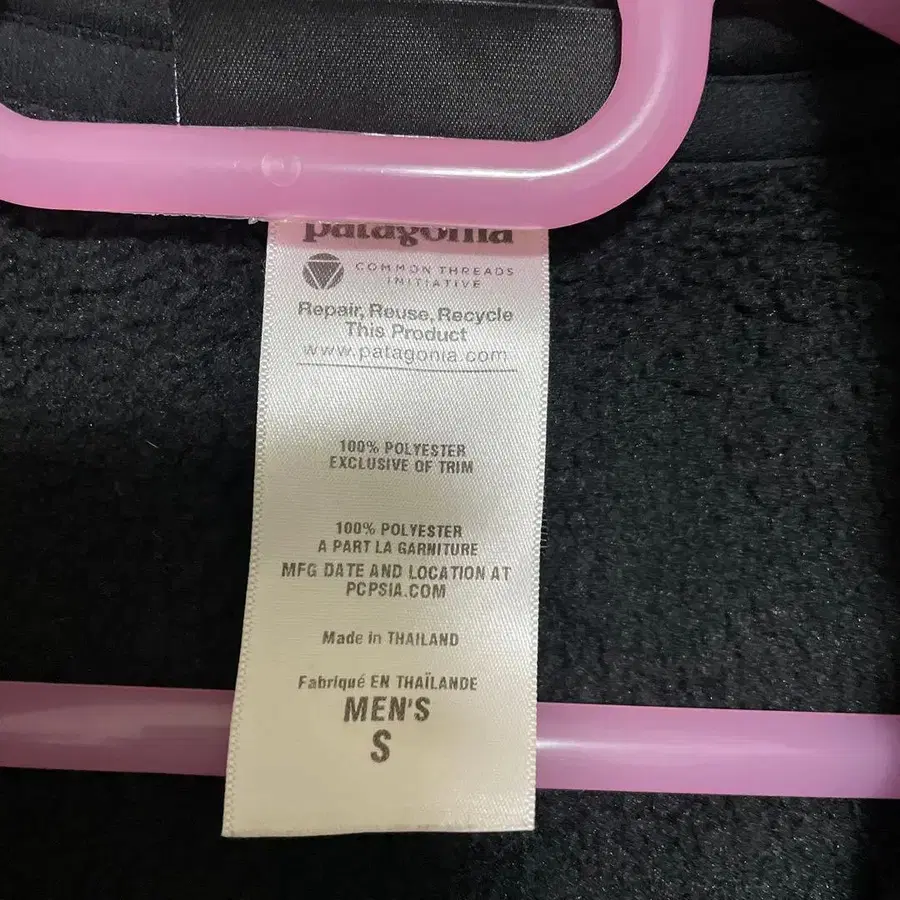 patagonia
COMMON THREADS
INITIATIVE
Repair, Reuse, Recycle
This Product
www.patagonia.com
100% POLYESTER
EXCLUSIVE OF TRIM
100% POLYESTER
A PART LA GARNITURE
MFG DATE AND LOCATION AT
PCPSIA.COM
Made in THAILAND
Fabriqué EN THAÏLANDE
MEN'S
S